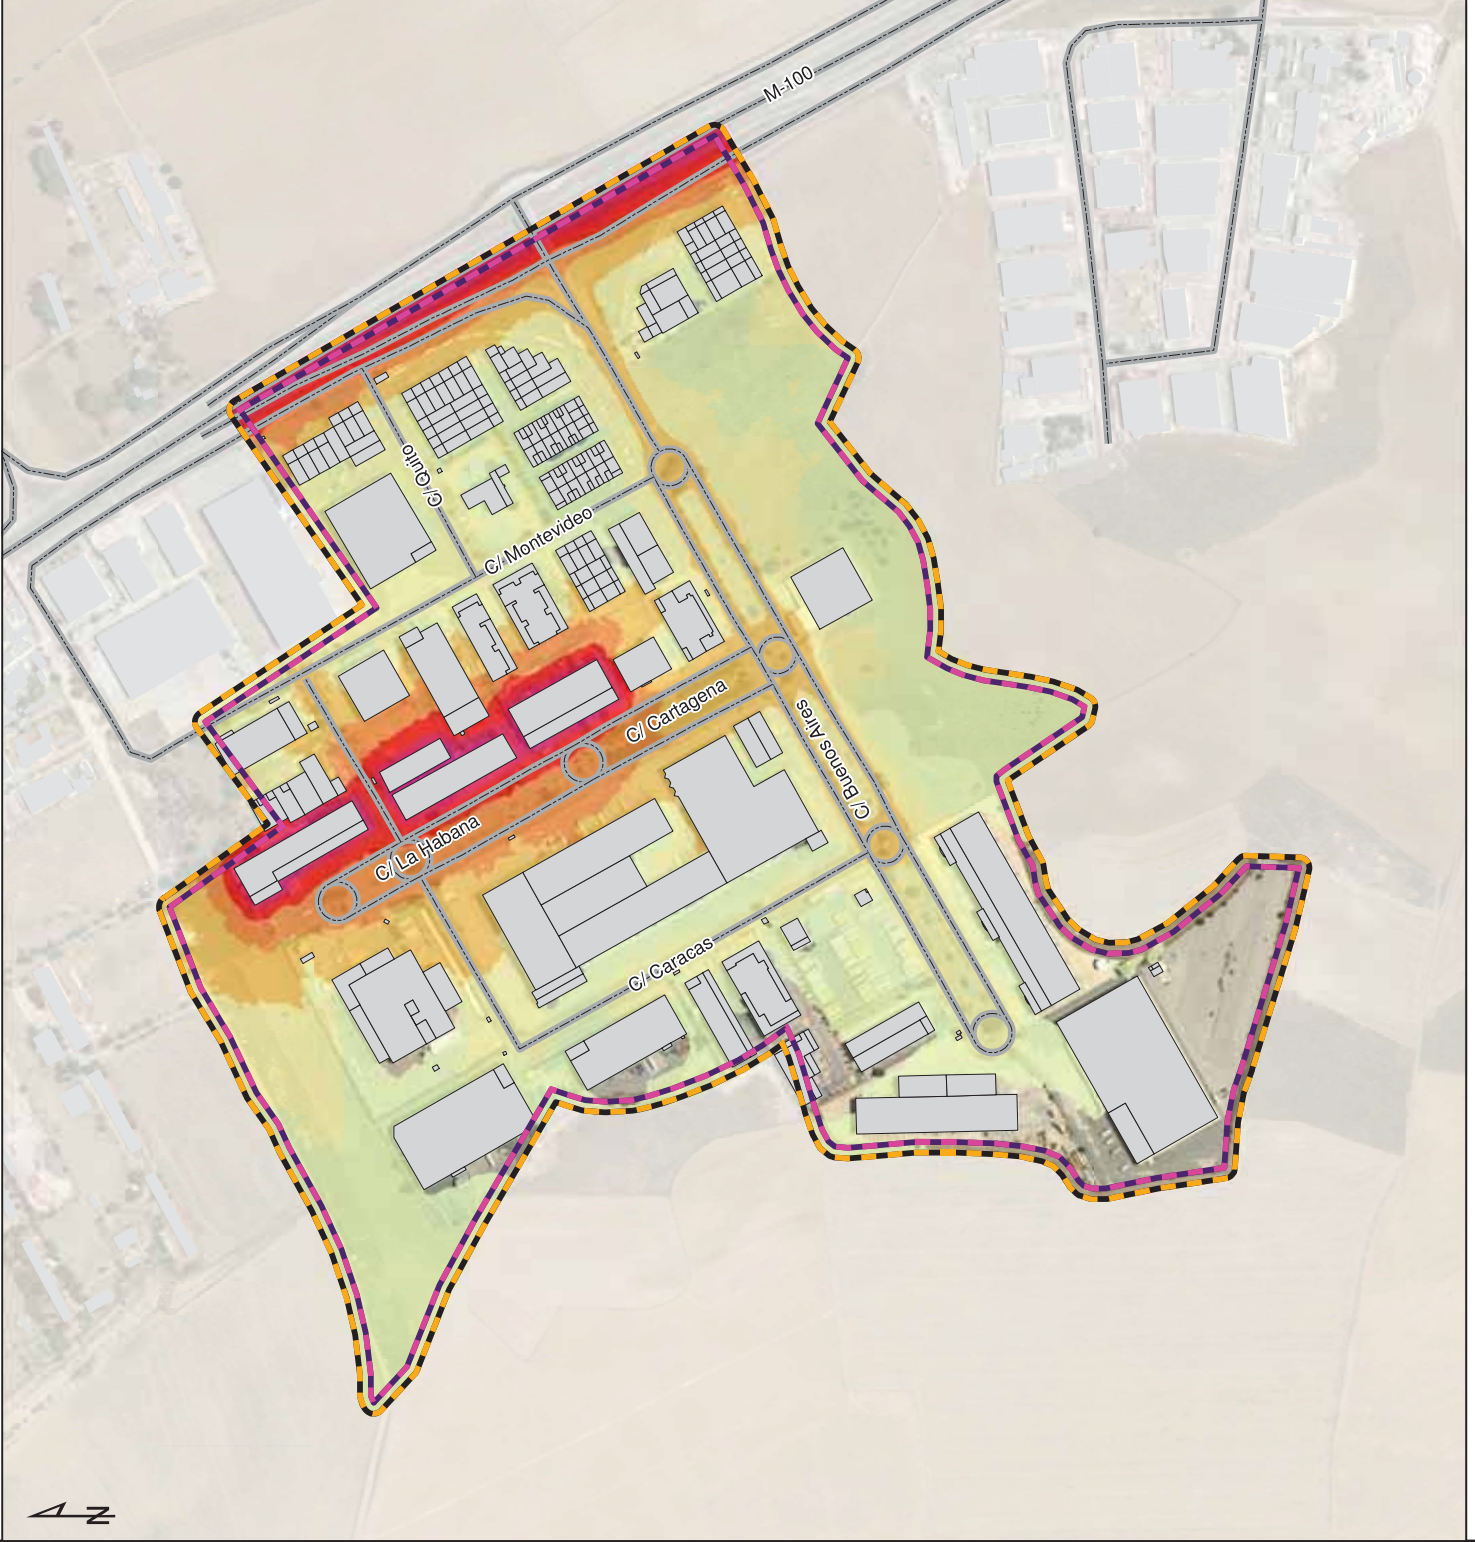 M-100
C/ Quito
C/ Montevideo
C/ Cartagena
C/ Buenos Aires
C/ La Habana
C/ Caracas
N